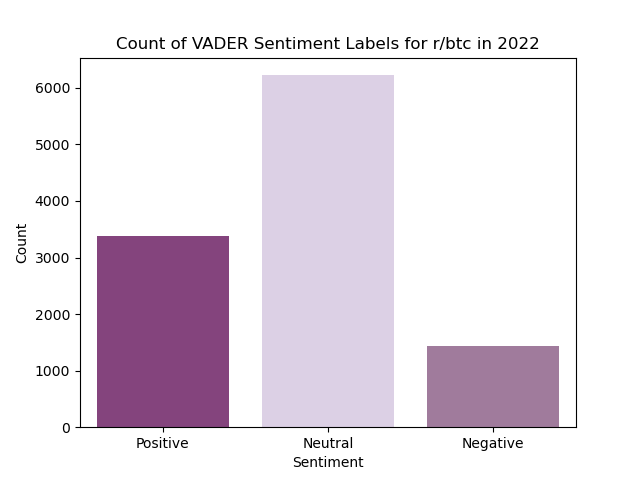 Count of VADER Sentiment Labels for r/btc in 2022
6000
5000
4000
3000
2000
1000
0
Count
Positive Neutral Negative
Sentiment